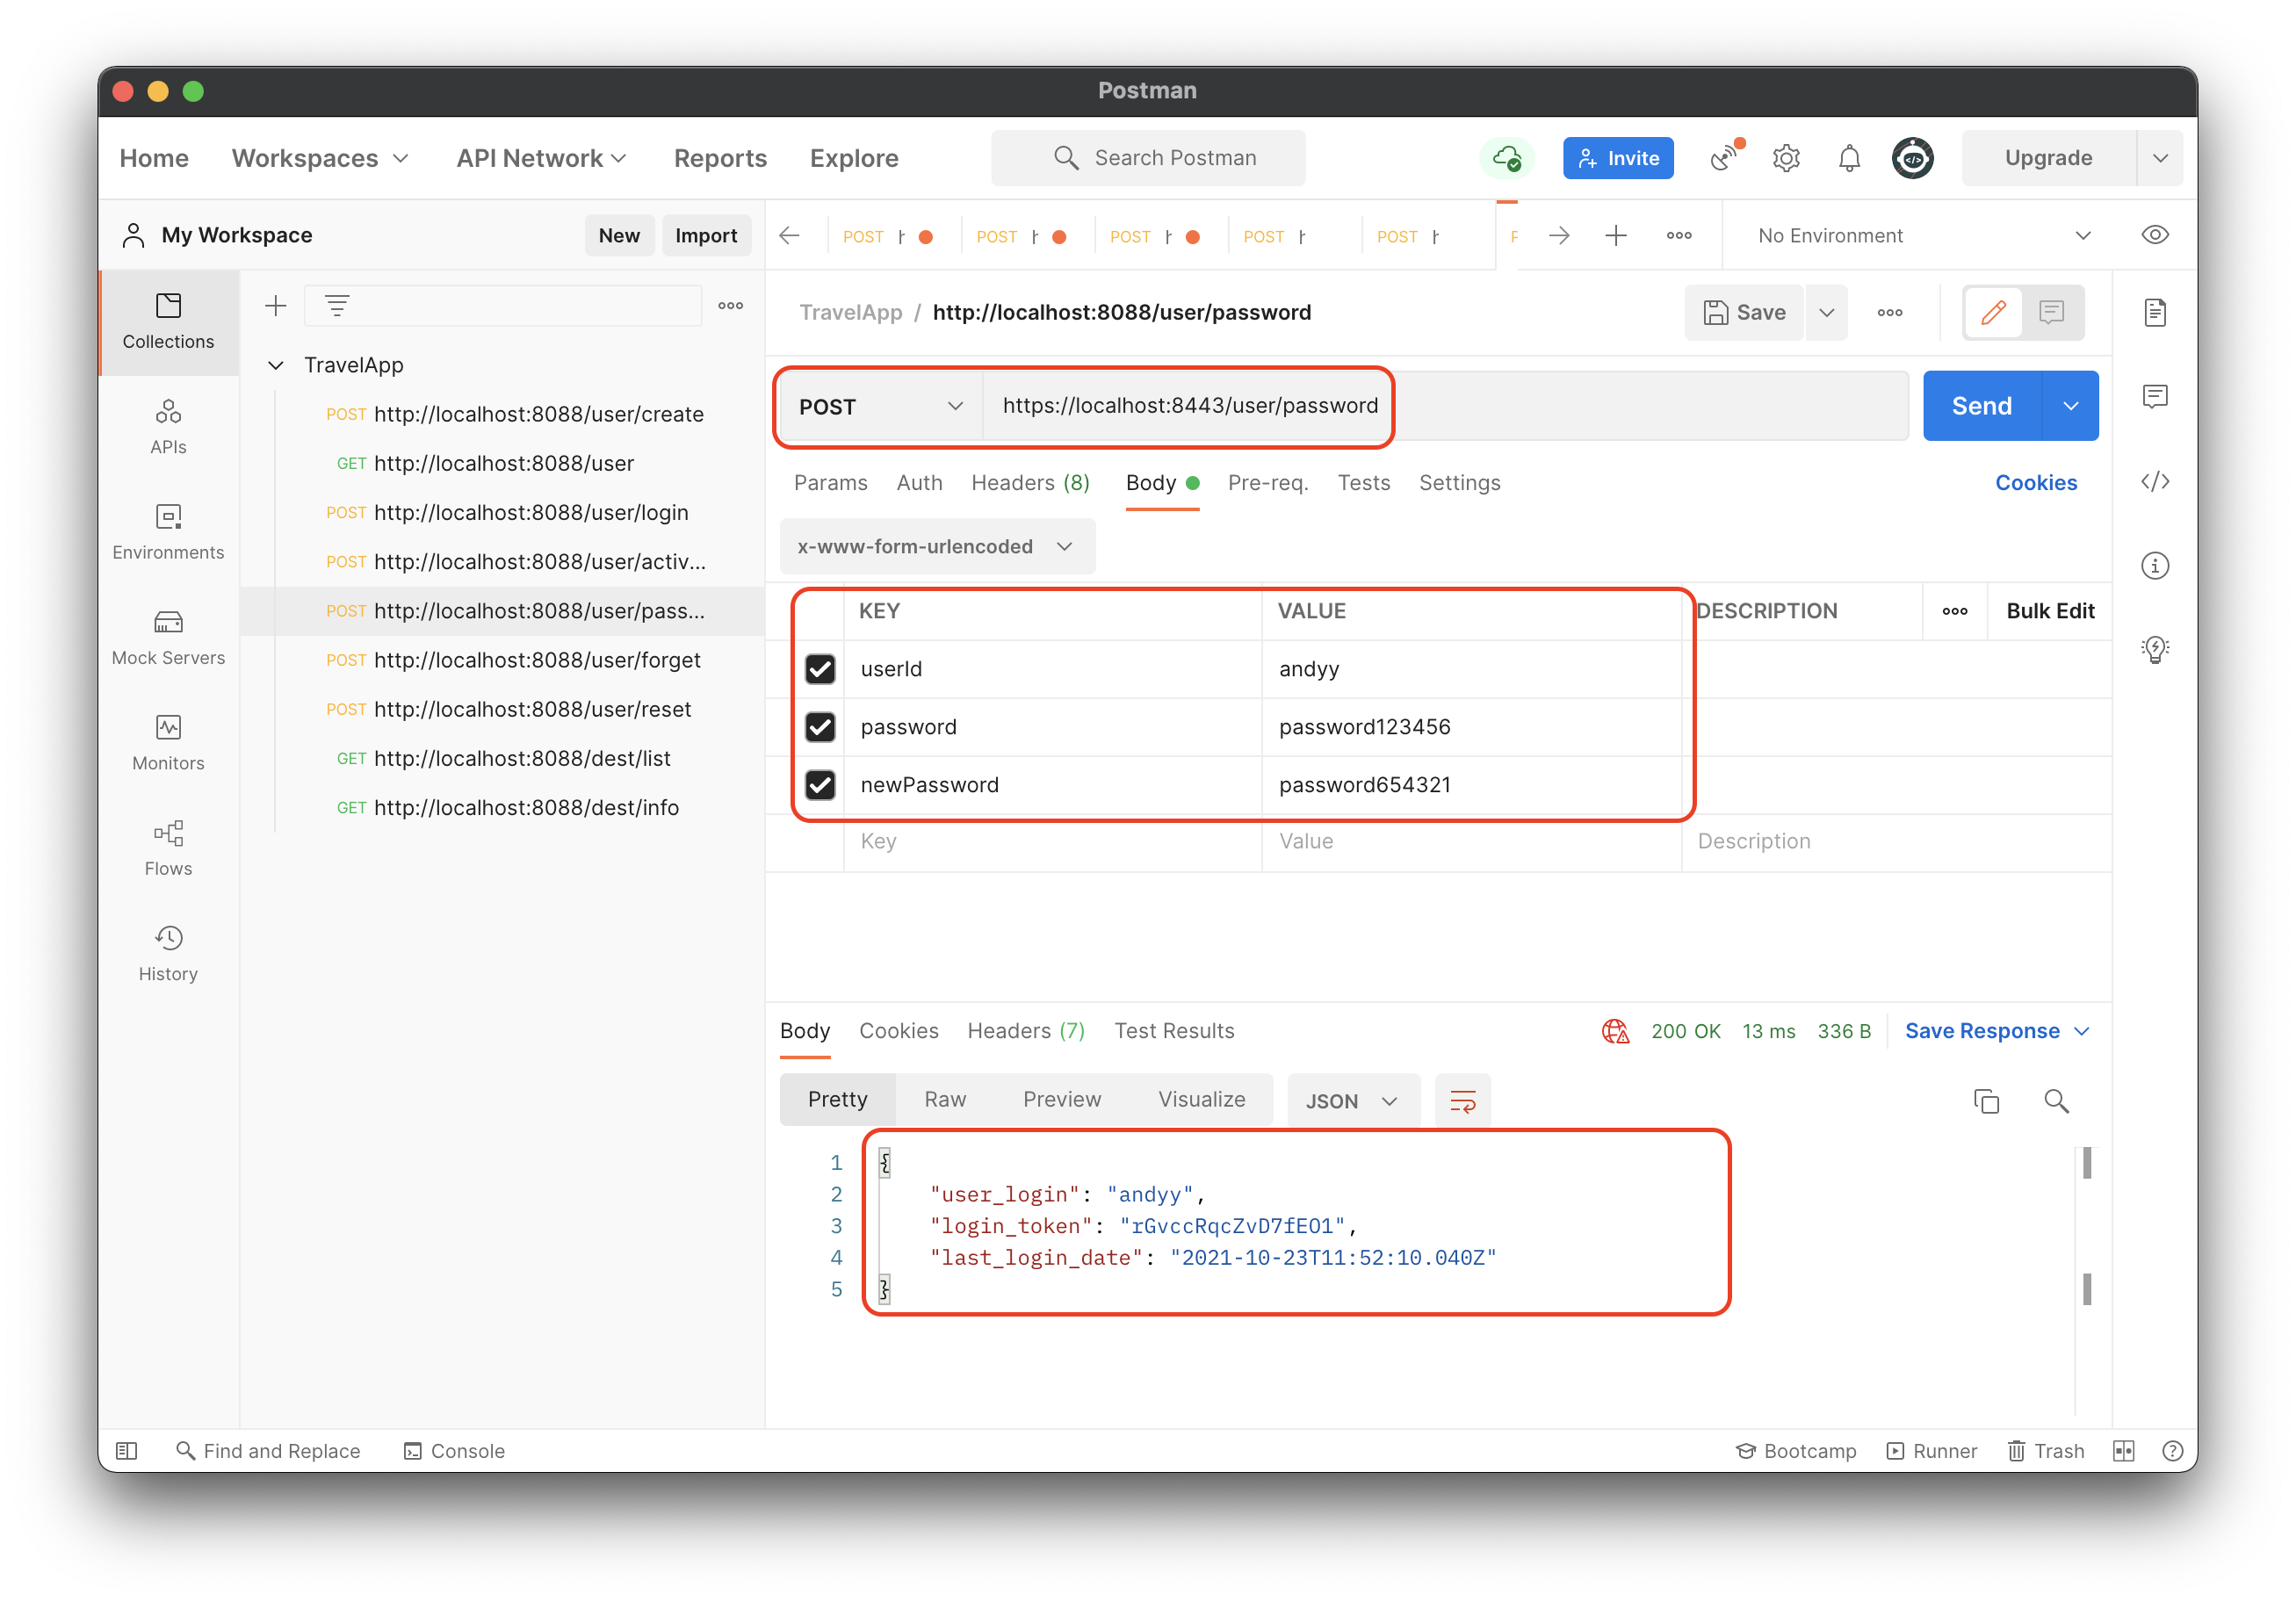 Postman
Home Workspaces API Network Reports Explore Search Postman Invite Upgrade
My Workspace New Import POST POST POST POST POST No Environment
Collections
APIs
Environments
Mock Servers
Monitors
Flows
History
TravelApp
POST http://localhost:8088/user/create
GET http://localhost:8088/user
POST http://localhost:8088/user/login
POST http://localhost:8088/user/activ...
POST http://localhost:8088/user/pass...
POST http://localhost:8088/user/forget
POST http://localhost:8088/user/reset
GET http://localhost:8088/dest/list
GET http://localhost:8088/dest/info
TravelApp / http://localhost:8088/user/password Save
POST https://localhost:8443/user/password Send
Params Auth Headers (8) Body Pre-req. Tests Settings Cookies
x-www-form-urlencoded
KEY VALUE DESCRIPTION Bulk Edit
userId andyy
password password123456
newPassword password654321
Key Value Description
Body Cookies Headers (7) Test Results 200 OK 13 ms 336 B Save Response
Pretty Raw Preview Visualize JSON
1 {
2 "user_login": "andyy",
3 "login_token": "rGvccRqcZvD7fEO1",
4 "last_login_date": "2021-10-23T11:52:10.040Z"
5 }
Find and Replace Console Bootcamp Runner Trash